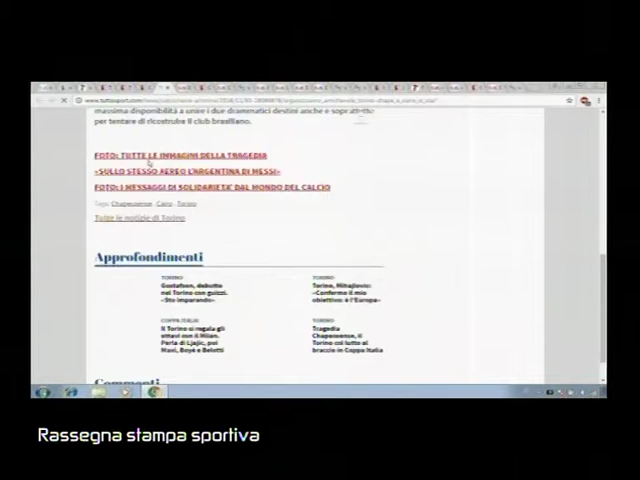 massima disponibilità a unire i due drammatici destini anche e soprattutto
per tentare di ricostruire il club brasiliano.
FOTO: TUTTE LE IMMAGINI DELLA TRAGEDIA
«SULLO STESSO AEREO L'ARGENTINA DI MESSI»
FOTO: I MESSAGGI DI SOLIDARIETA' DAL MONDO DEL CALCIO
Tags: Chapecoense Cairo Torino
Tutte le notizie di Torino
Approfondimenti
TORINO
Gustafson, debutto
nel Torino con guizzi.
«Sto imparando»
TORINO
Torino, Mihajlovic:
«Confermo il mio
obiettivo: è l'Europa»
COPPA ITALIA
Il Torino si regala gli
ottavi con il Milan.
Perla di Ljajic, poi
Maxi, Boyé e Belotti
TORINO
Tragedia
Chapecoense, il
Torino col lutto al
braccio in Coppa Italia
Commenti
Rassegna stampa sportiva